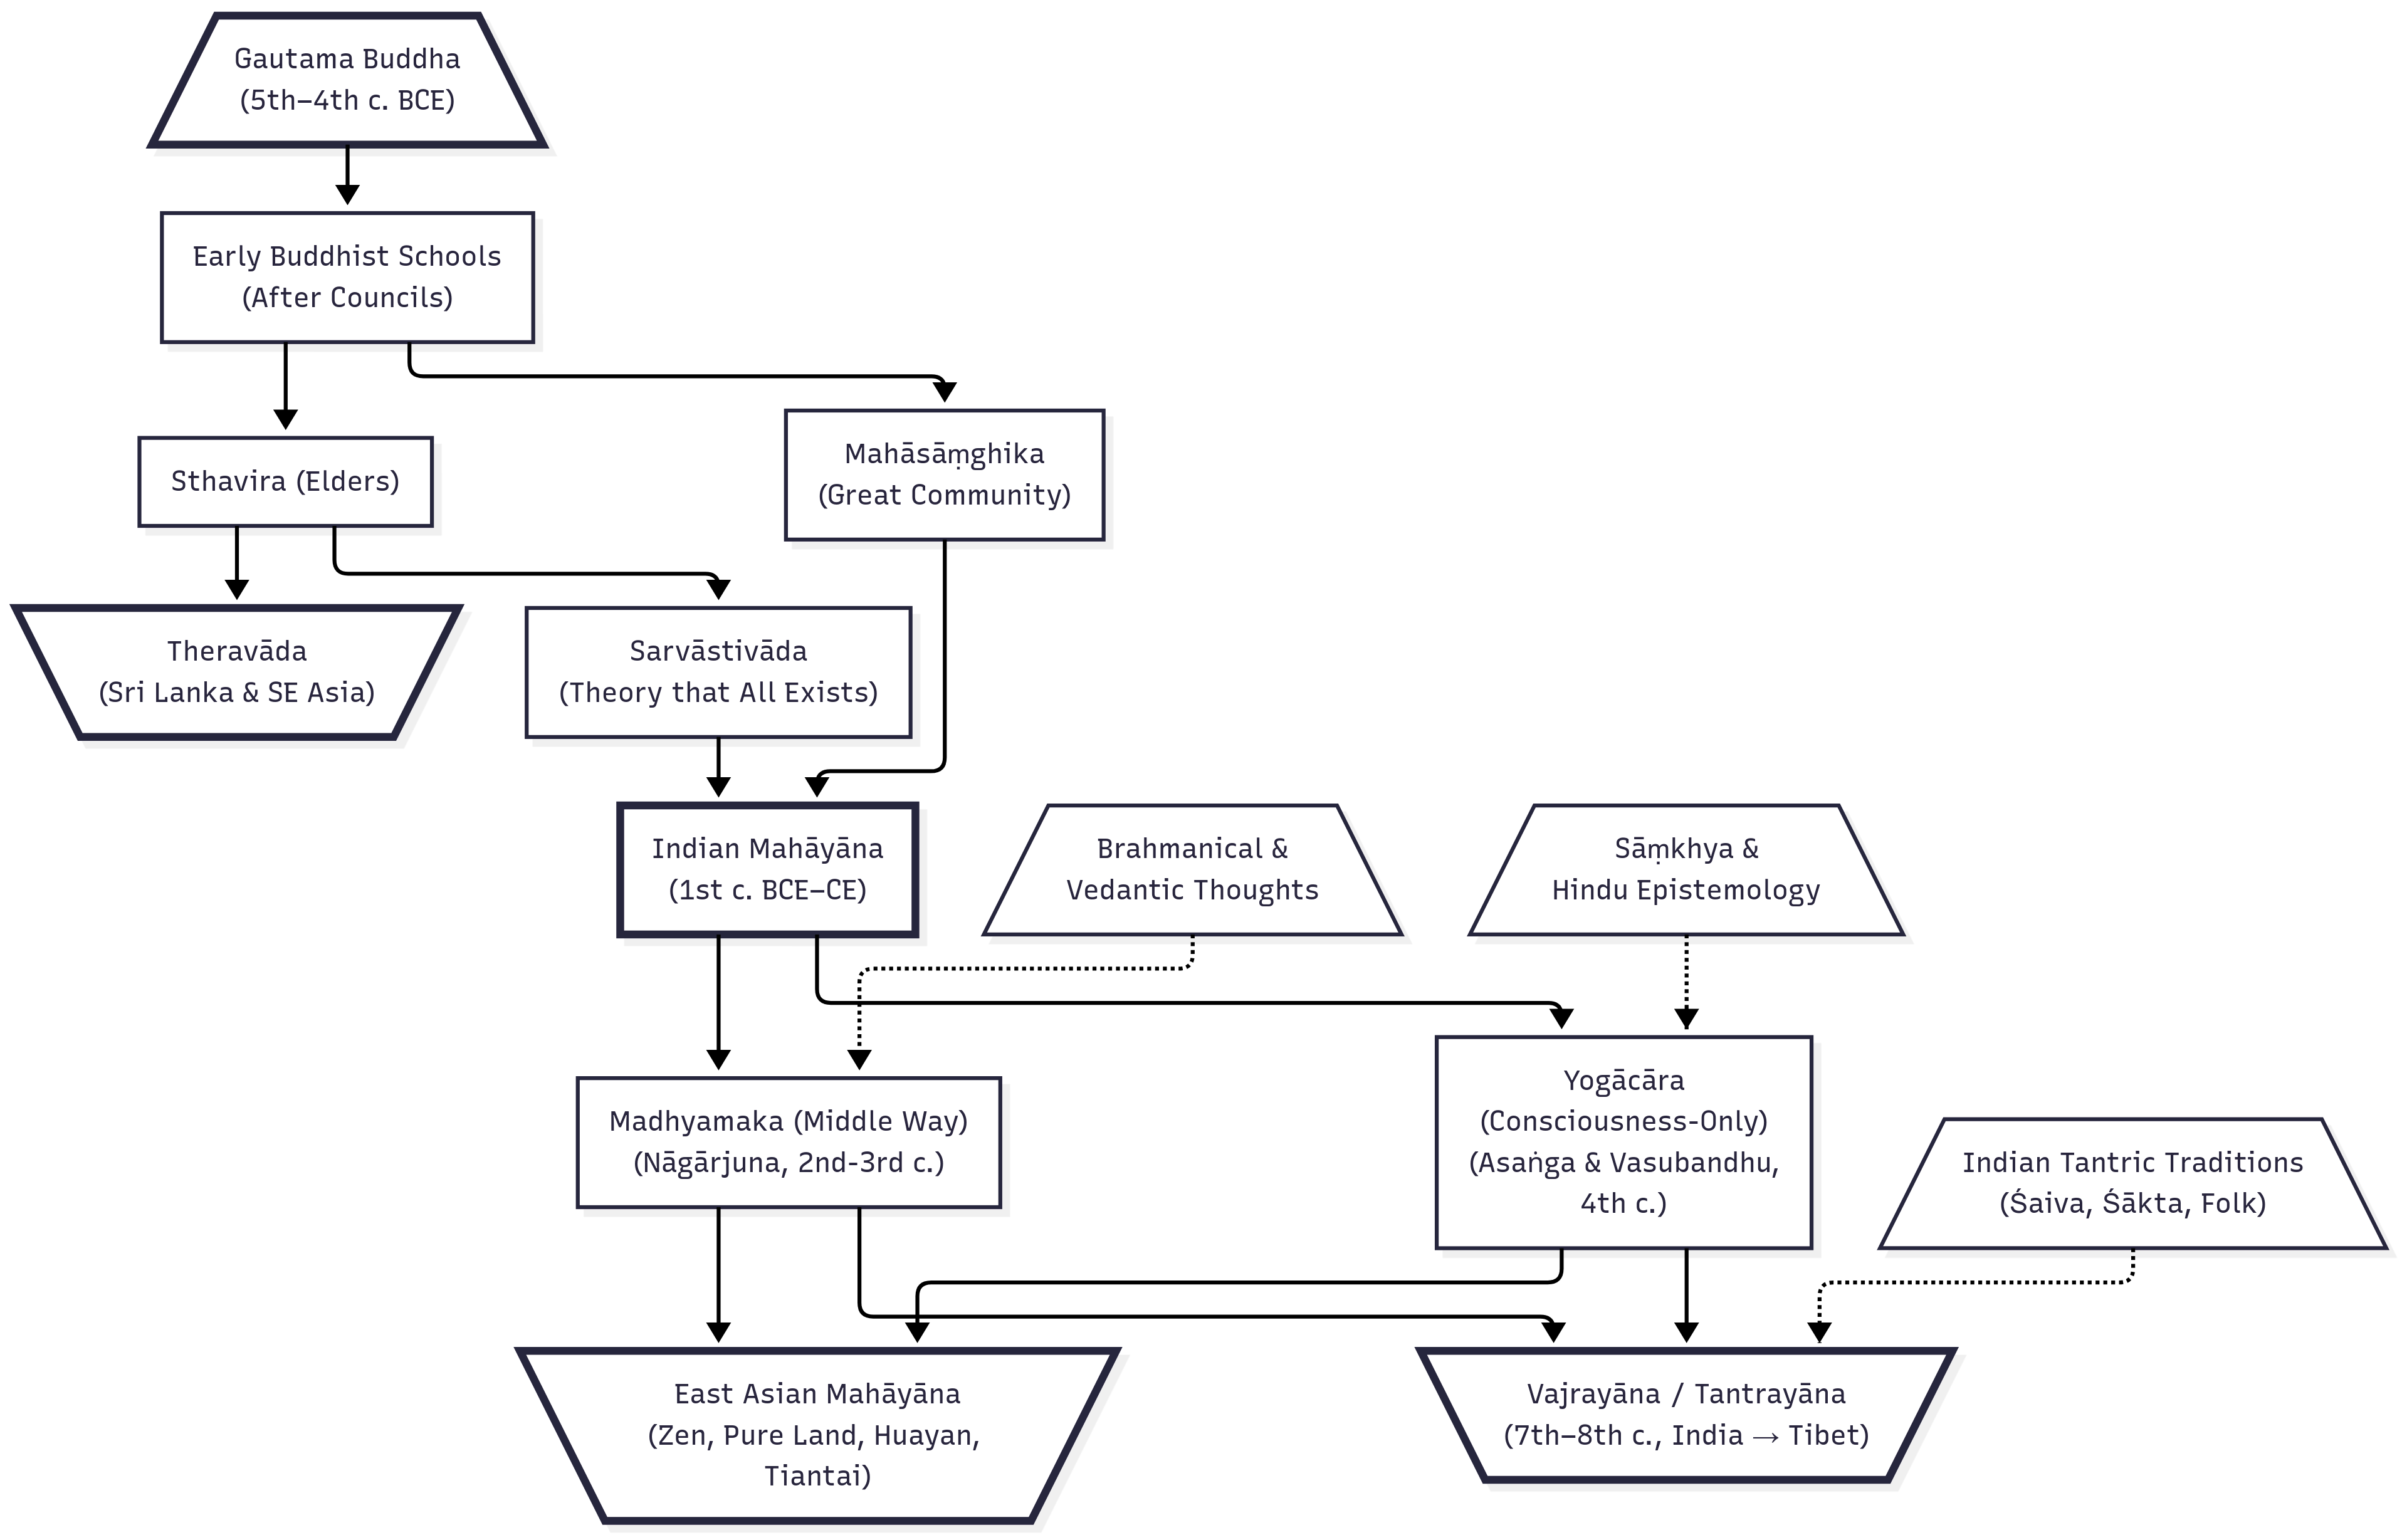 Gautama Buddha
(5th–4th c. BCE)
Early Buddhist Schools
(After Councils)
Sthavira (Elders)
Mahāsāṃghika
(Great Community)
Theravāda
(Sri Lanka & SE Asia)
Sarvāstivāda
(Theory that All Exists)
Indian Mahāyāna
(1st c. BCE–CE)
Brahmanical &
Vedantic Thoughts
Sāṃkhya &
Hindu Epistemology
Madhyamaka (Middle Way)
(Nāgārjuna, 2nd-3rd c.)
Yogācāra
(Consciousness-Only)
(Asaṅga & Vasubandhu,
4th c.)
Indian Tantric Traditions
(Śaiva, Śākta, Folk)
East Asian Mahāyāna
(Zen, Pure Land, Huayan,
Tiantai)
Vajrayāna / Tantrayāna
(7th–8th c., India → Tibet)